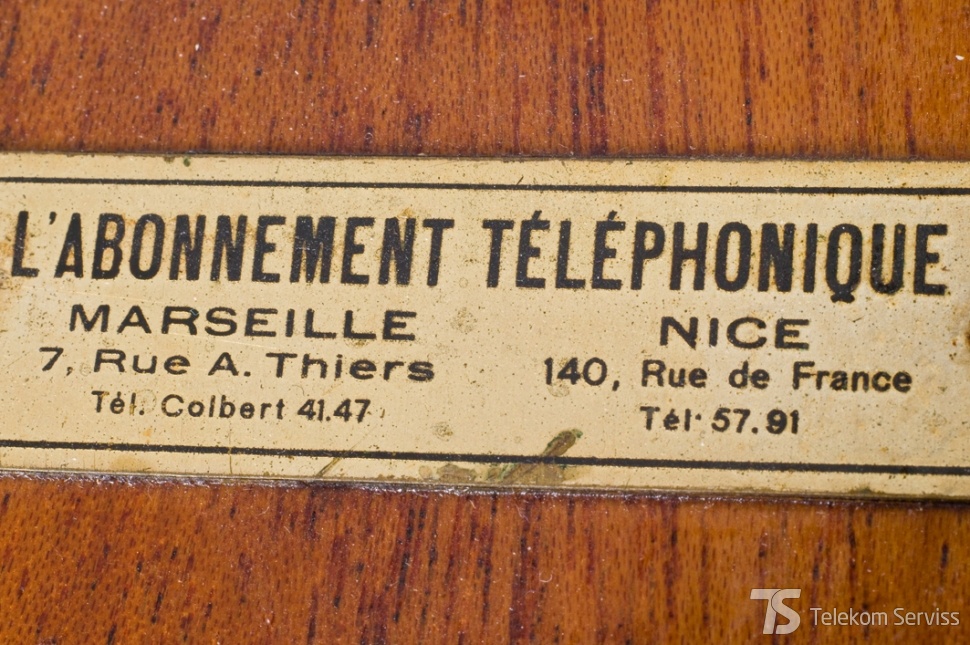 L'ABONNEMENT TÉLÉPHONIQUE
MARSEILLE
7, Rue A. Thiers
Tél. Colbert 41.47
NICE
140, Rue de France
Tél. 57.91
TS Telekom Serviss